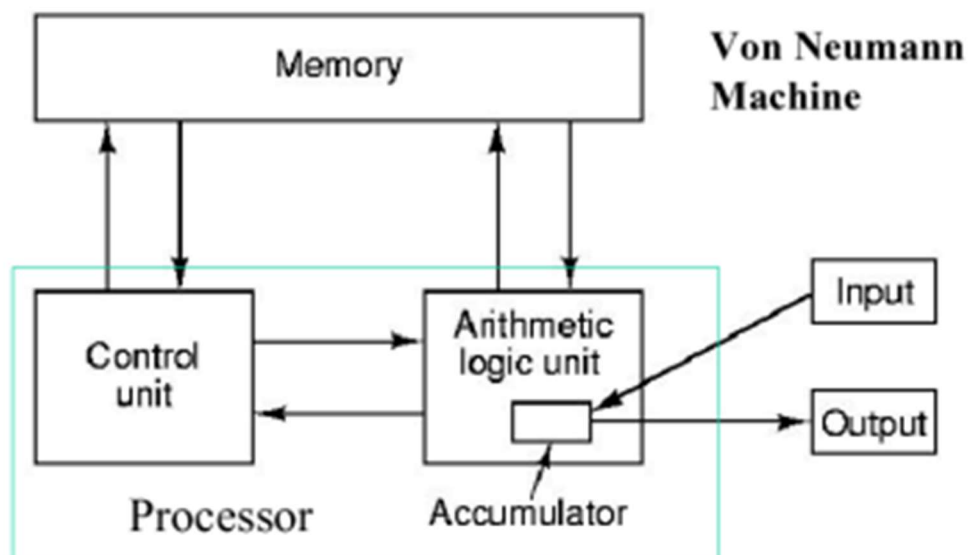 Memory
Von Neumann
Machine
Control
unit
Arithmetic
logic unit
Input
Output
Accumulator
Processor